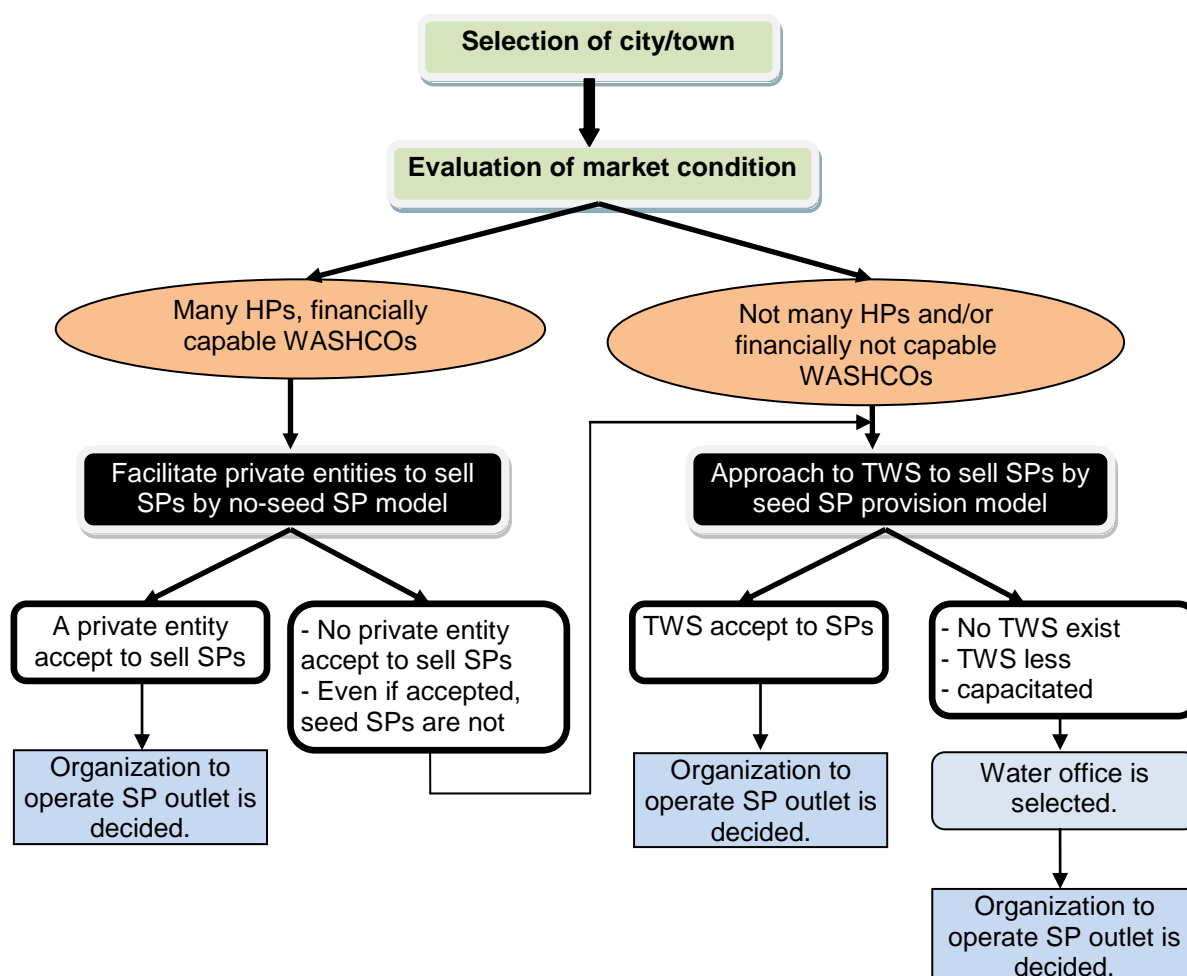 Selection of city/town
Evaluation of market condition
Many HPs, financially
capable WASHCOs
Not many HPs and/or
financially not capable
WASHCOs
Facilitate private entities to sell
SPs by no-seed SP model
Approach to TWS to sell SPs by
seed SP provision model
A private entity
accept to sell SPs
- No private entity
accept to sell SPs
- Even if accepted,
seed SPs are not
TWS accept to SPs
- No TWS exist
- TWS less
- capacitated
Organization to
operate SP outlet is
decided.
Organization to
operate SP outlet is
decided.
Water office is
selected.
Organization to
operate SP outlet is
decided.